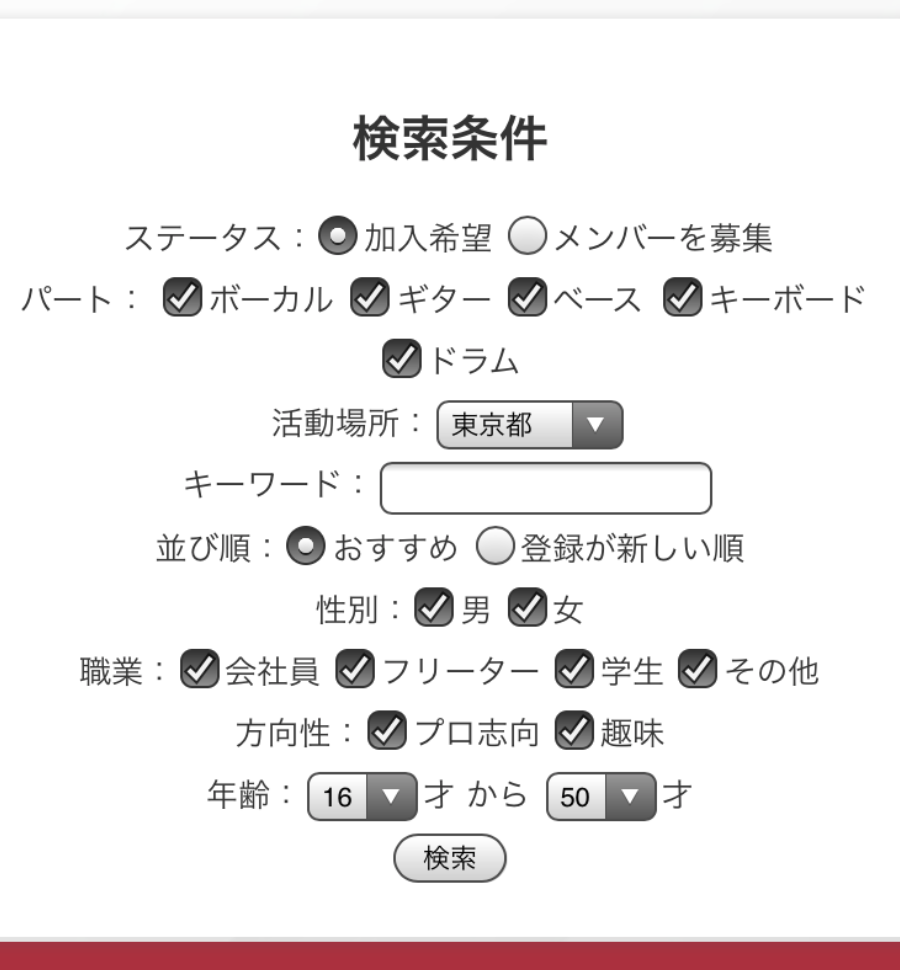 検索条件
ステータス：加入希望 メンバーを募集
パート： ボーカル ギター ベース キーボード
ドラム
活動場所：東京都
キーワード：
並び順：おすすめ 登録が新しい順
性別：男 女
職業：会社員 フリーター 学生 その他
方向性：プロ志向 趣味
年齢：16才 から 50才
検索